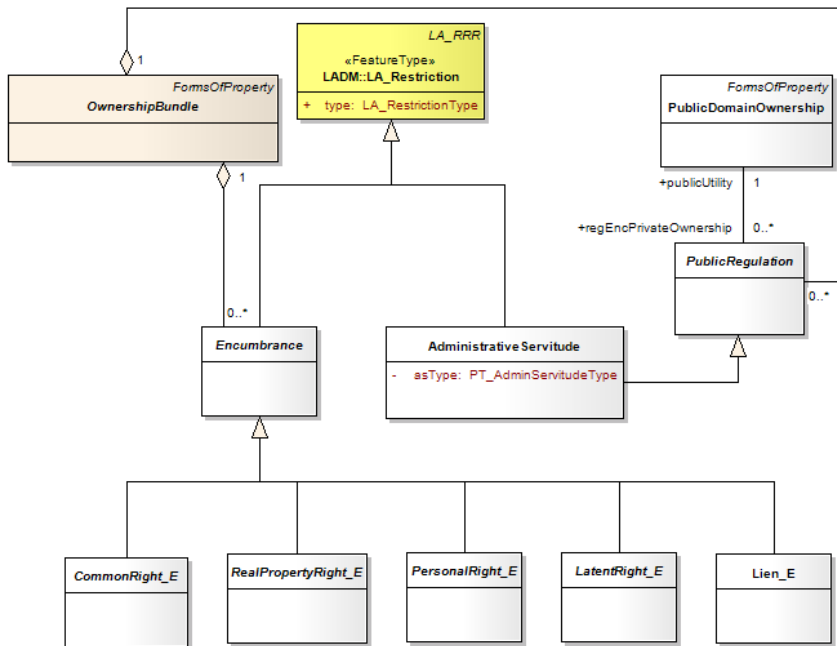 LA_RRR
«FeatureType»
LADM::LA_Restriction
+ type: LA_RestrictionType
1
FormsOfProperty
OwnershipBundle
FormsOfProperty
PublicDomainOwnership
1
+publicUtility 1
+regEncPrivateOwnership 0..*
PublicRegulation
0..*
0..*
Encumbrance
AdministrativeServitude
- asType: PT_AdminServitudeType
CommonRight_E
RealPropertyRight_E
PersonalRight_E
LatentRight_E
Lien_E